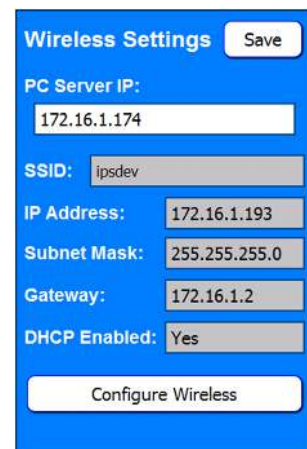 Wireless Settings Save
PC Server IP:
172.16.1.174
SSID: ipsdev
IP Address: 172.16.1.193
Subnet Mask: 255.255.255.0
Gateway: 172.16.1.2
DHCP Enabled: Yes
Configure Wireless